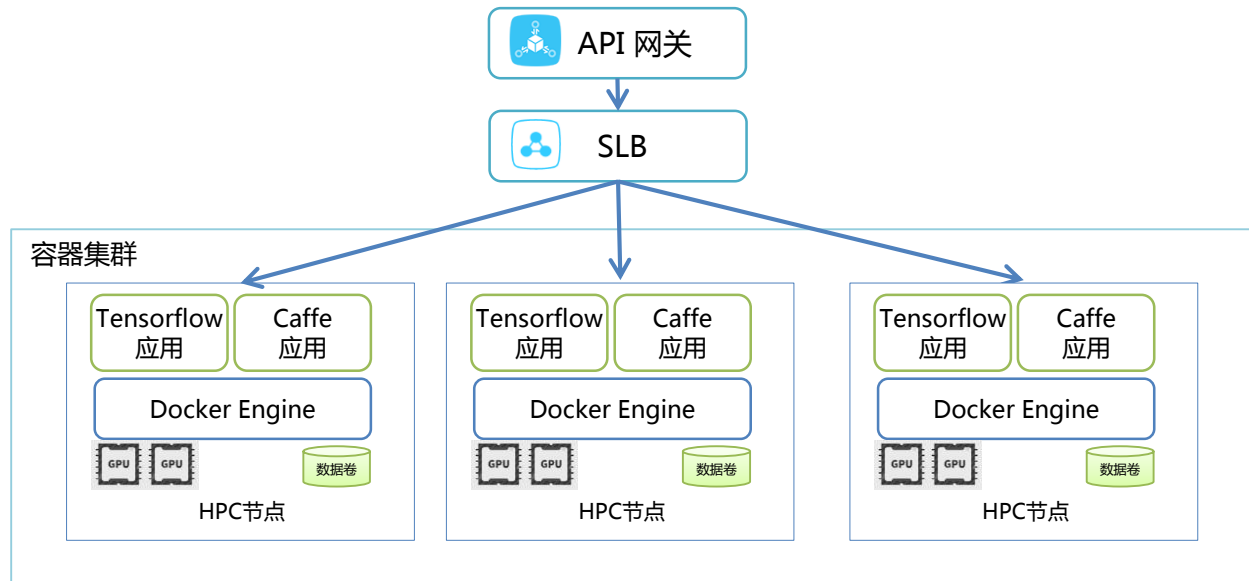 API 网关
SLB
容器集群
Tensorflow
应用
Caffe
应用
Docker Engine
GPU
GPU
数据卷
HPC节点
Tensorflow
应用
Caffe
应用
Docker Engine
GPU
GPU
数据卷
HPC节点
Tensorflow
应用
Caffe
应用
Docker Engine
GPU
GPU
数据卷
HPC节点